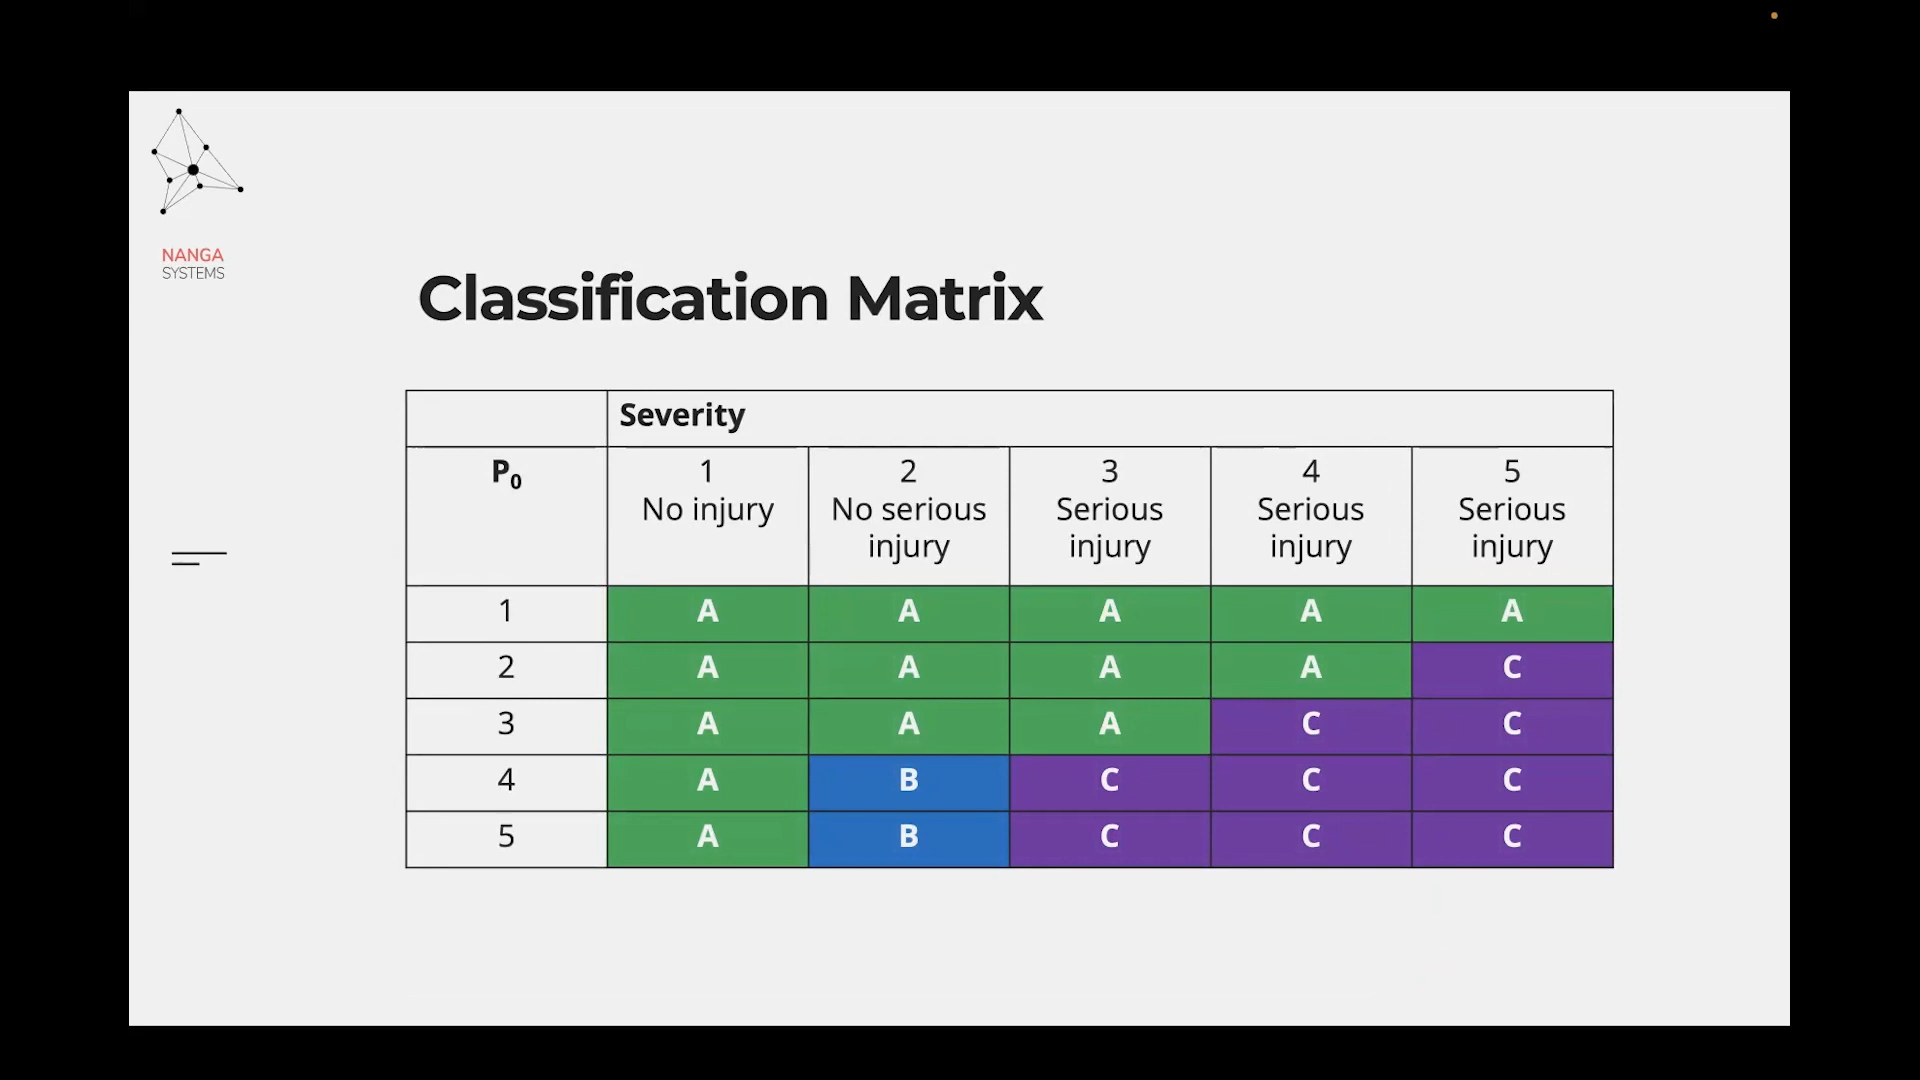 NANGA
SYSTEMS
Classification Matrix
Severity
P₀ 1 2 3 4 5
No injury No serious Serious Serious Serious
injury injury injury injury
1 A A A A A
2 A A A A C
3 A A A C C
4 A B C C C
5 A B C C C